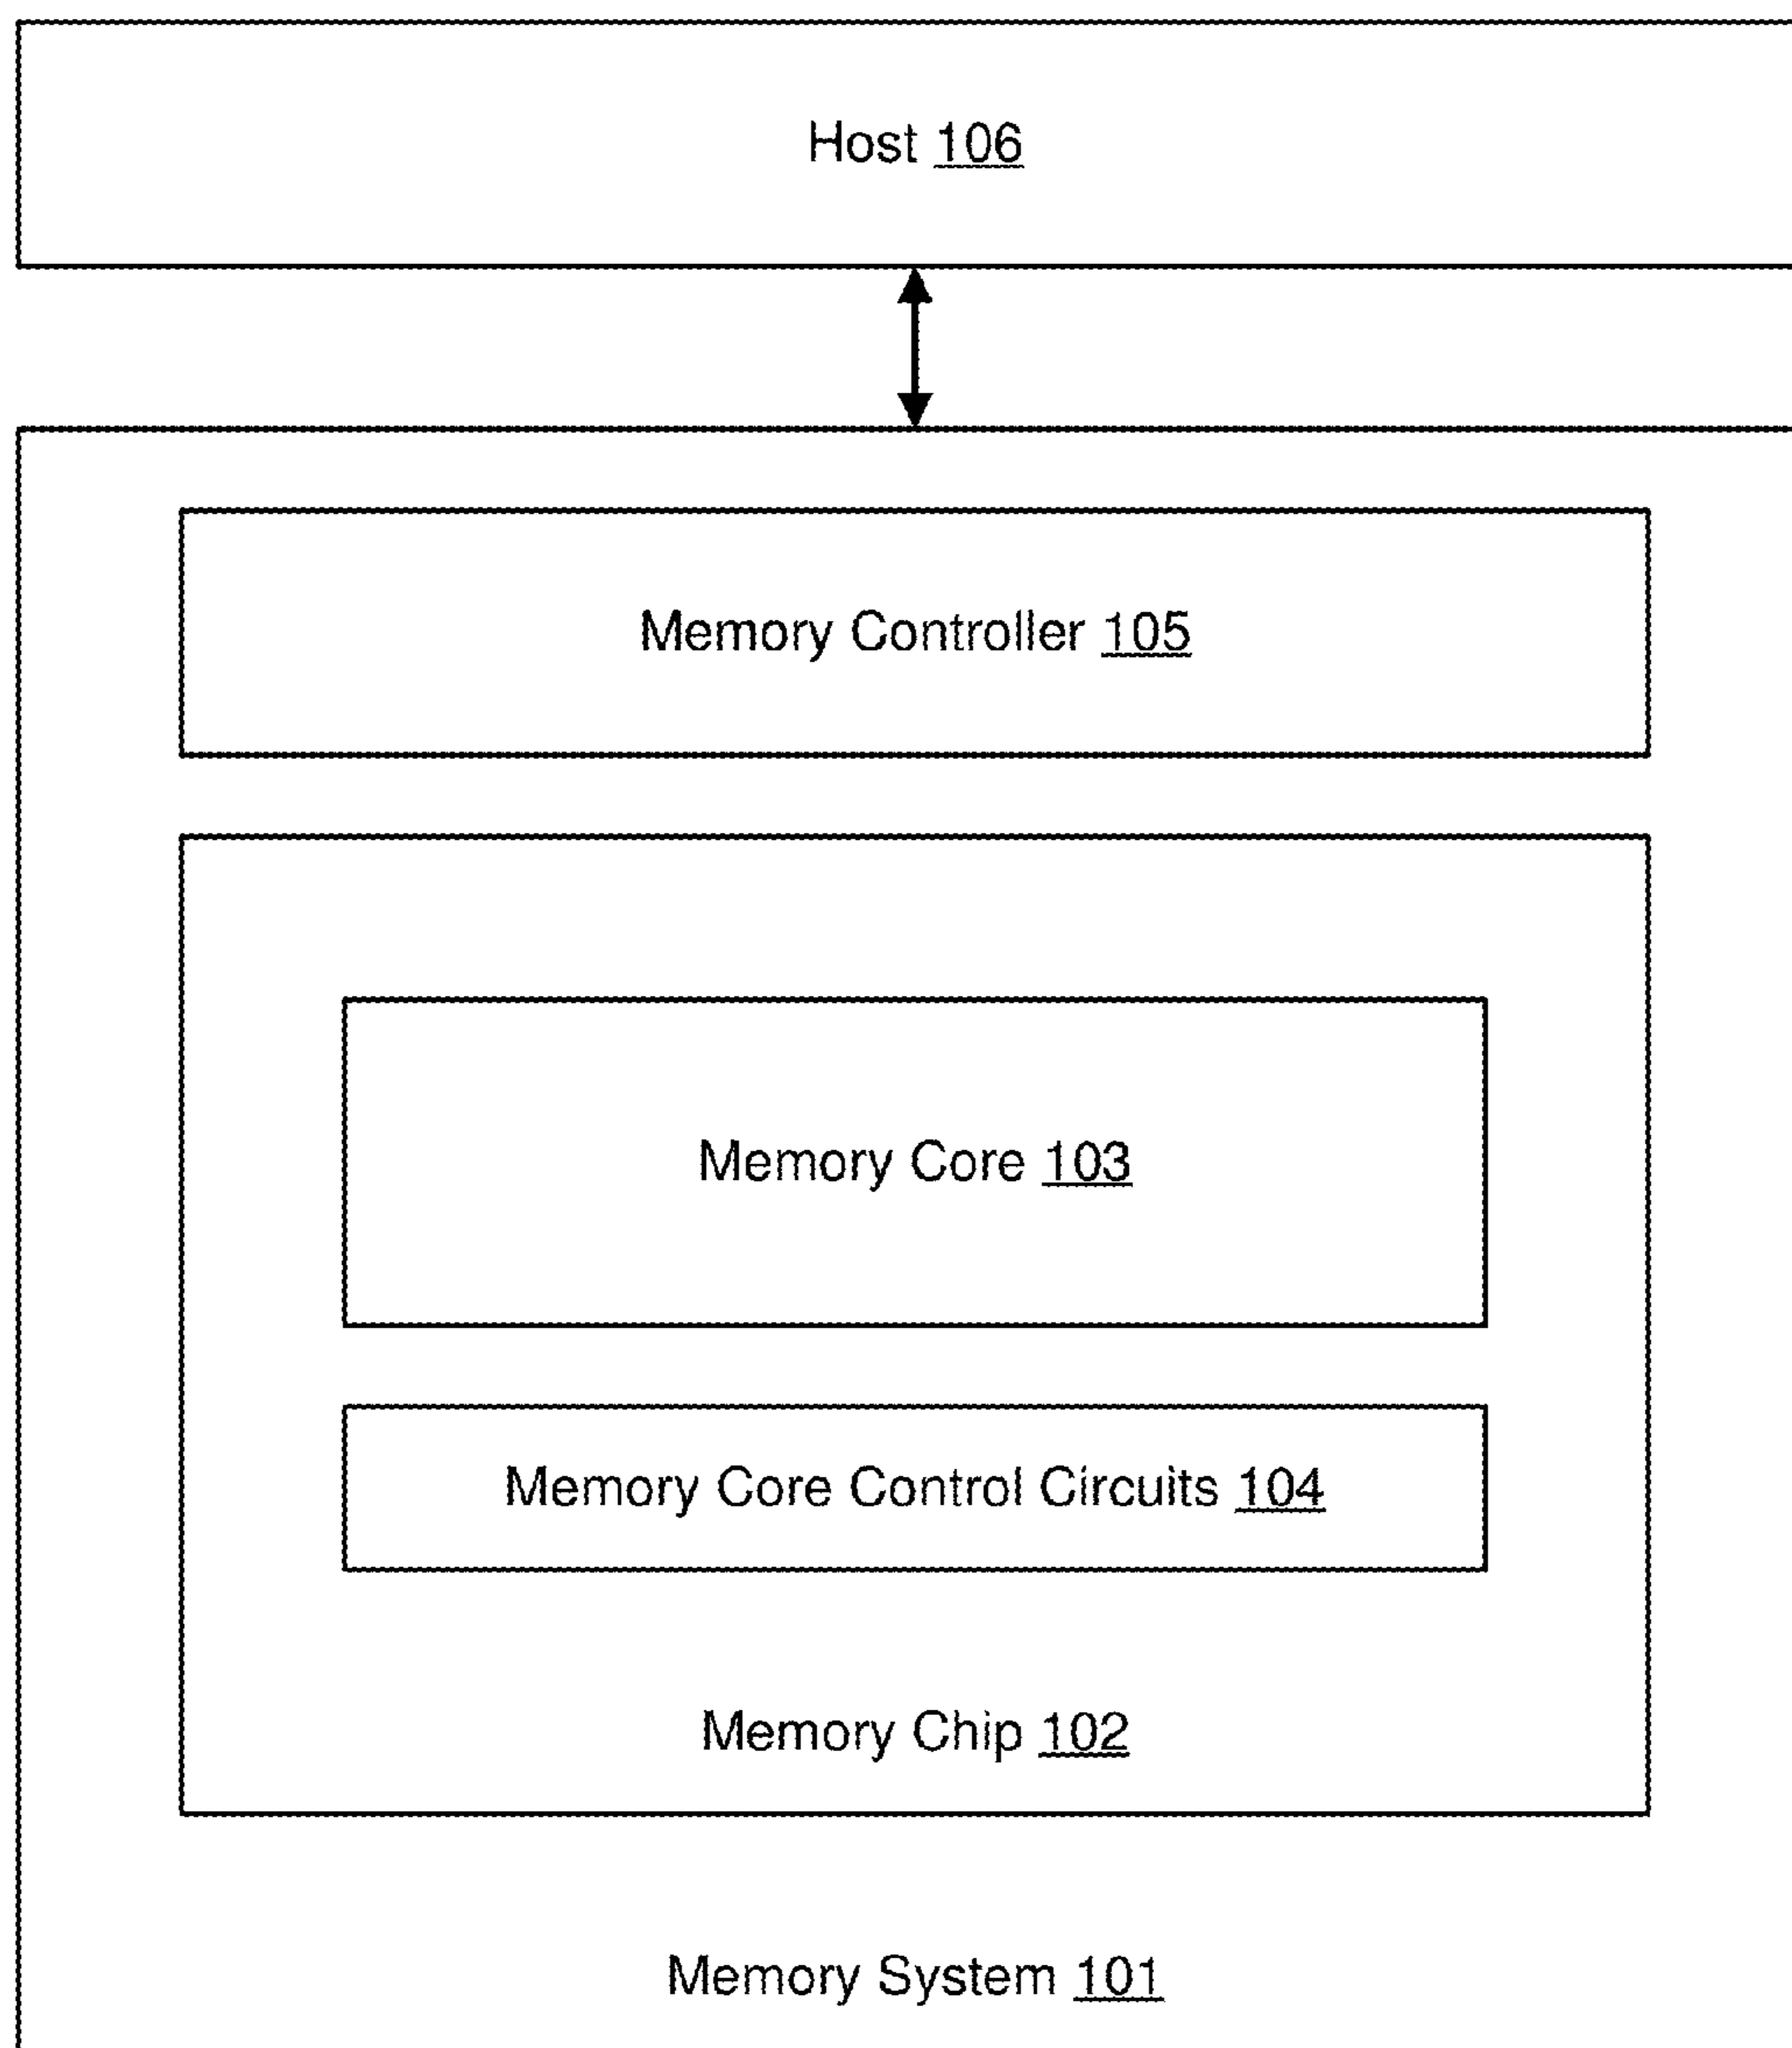 Host 106
Memory Controller 105
Memory Core 103
Memory Core Control Circuits 104
Memory Chip 102
Memory System 101